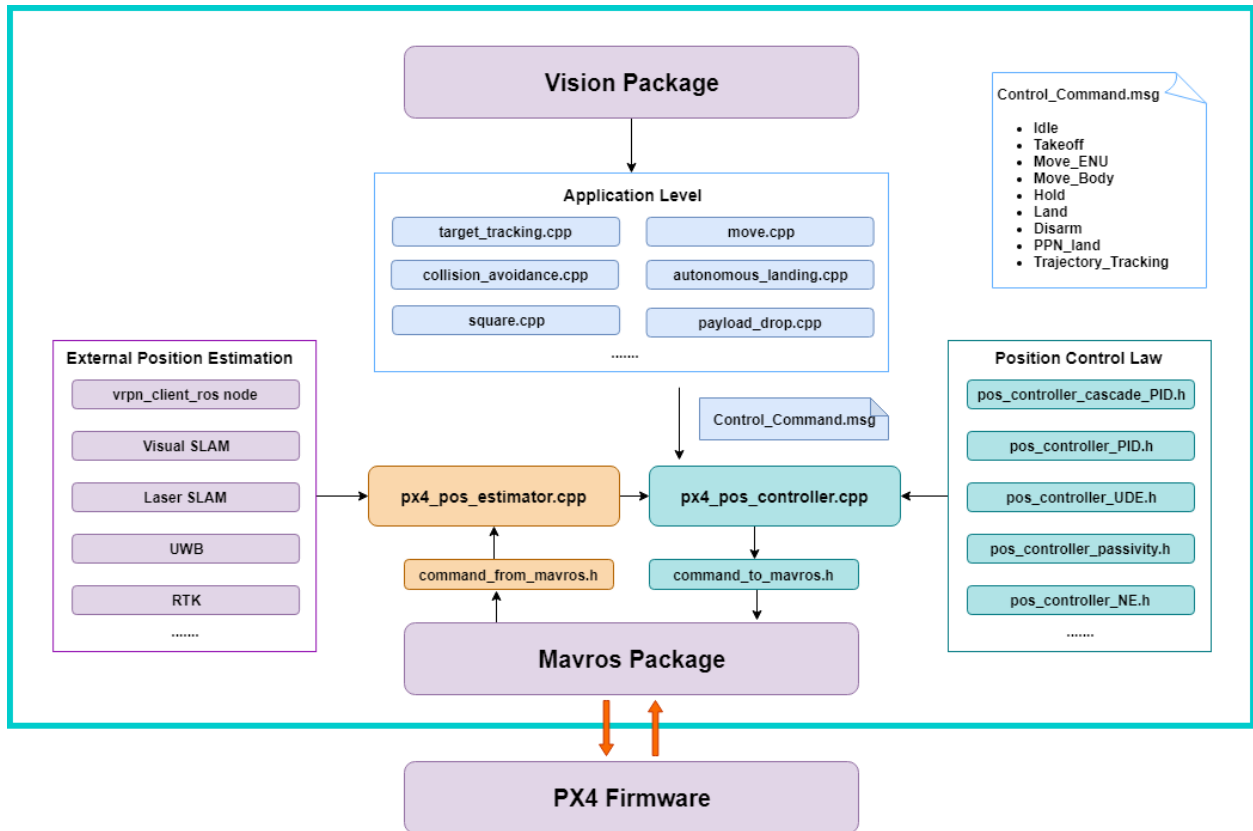 Vision Package
Control_Command.msg
• Idle
• Takeoff
• Move_ENU
• Move_Body
• Hold
• Land
• Disarm
• PPN_land
• Trajectory_Tracking
Application Level
target_tracking.cpp
move.cpp
collision_avoidance.cpp
autonomous_landing.cpp
square.cpp
payload_drop.cpp
.......
External Position Estimation
vrpn_client_ros node
Visual SLAM
Laser SLAM
UWB
RTK
.......
Control_Command.msg
px4_pos_estimator.cpp
px4_pos_controller.cpp
command_from_mavros.h
command_to_mavros.h
Position Control Law
pos_controller_cascade_PID.h
pos_controller_PID.h
pos_controller_UDE.h
pos_controller_passivity.h
pos_controller_NE.h
.......
Mavros Package
PX4 Firmware